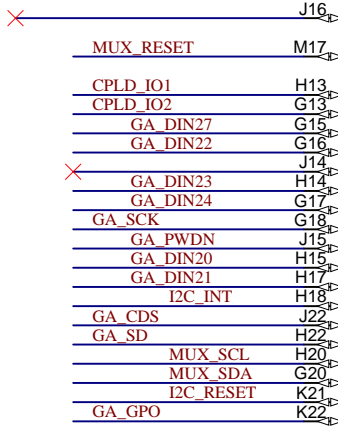 J16
MUX_RESET M17
CPLD_IO1 H13
CPLD_IO2 G13
GA_DIN27 G15
GA_DIN22 G16
J14
GA_DIN23 H14
GA_DIN24 G17
GA_SCK G18
GA_PWDN J15
GA_DIN20 H15
GA_DIN21 H17
I2C_INT H18
GA_CDS J22
GA_SD H22
MUX_SCL H20
MUX_SDA G20
I2C_RESET K21
GA_GPO K22